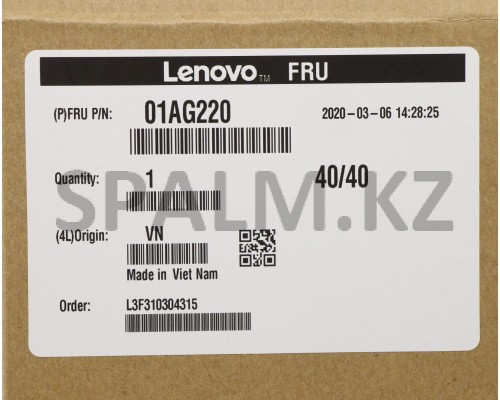 Lenovo™ FRU
(P)FRU P/N: 01AG220 2020-03-06 14:28:25
Quantity: 1 40/40
SPALM.KZ
(4L)Origin: VN
Made in Viet Nam
Order: L3F310304315